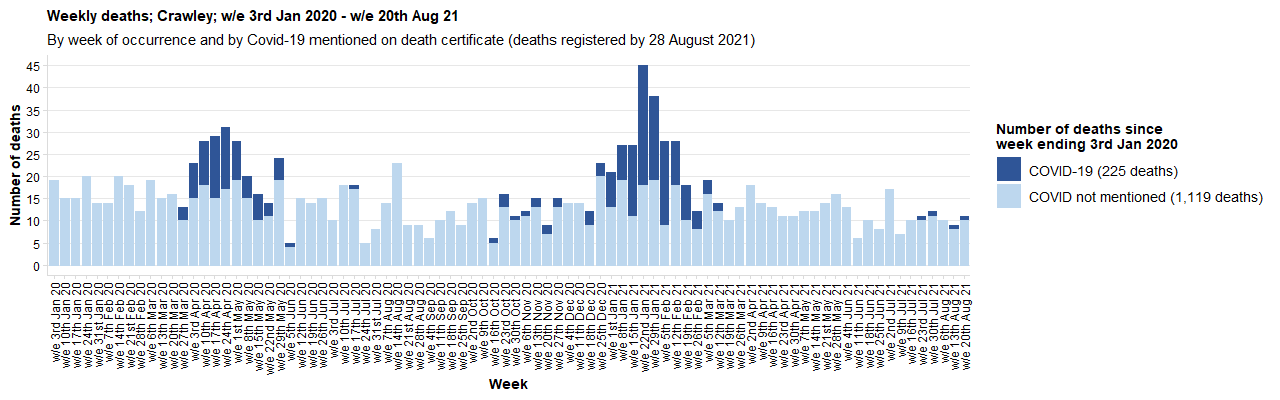 Weekly deaths; Crawley; w/e 3rd Jan 2020 - w/e 20th Aug 21
By week of occurrence and by Covid-19 mentioned on death certificate (deaths registered by 28 August 2021)
Number of deaths
45
40
35
30
25
20
15
10
5
0
w/e 3rd Jan 20
w/e 10th Jan 20
w/e 17th Jan 20
w/e 24th Jan 20
w/e 31st Jan 20
w/e 7th Feb 20
w/e 14th Feb 20
w/e 21st Feb 20
w/e 28th Feb 20
w/e 6th Mar 20
w/e 13th Mar 20
w/e 20th Mar 20
w/e 27th Mar 20
w/e 3rd Apr 20
w/e 10th Apr 20
w/e 17th Apr 20
w/e 24th Apr 20
w/e 1st May 20
w/e 8th May 20
w/e 15th May 20
w/e 22nd May 20
w/e 29th May 20
w/e 5th Jun 20
w/e 12th Jun 20
w/e 19th Jun 20
w/e 26th Jun 20
w/e 3rd Jul 20
w/e 10th Jul 20
w/e 17th Jul 20
w/e 24th Jul 20
w/e 31st Jul 20
w/e 7th Aug 20
w/e 14th Aug 20
w/e 21st Aug 20
w/e 28th Aug 20
w/e 4th Sep 20
w/e 11th Sep 20
w/e 18th Sep 20
w/e 25th Sep 20
w/e 2nd Oct 20
w/e 9th Oct 20
w/e 16th Oct 20
w/e 23rd Oct 20
w/e 30th Oct 20
w/e 6th Nov 20
w/e 13th Nov 20
w/e 20th Nov 20
w/e 27th Nov 20
w/e 4th Dec 20
w/e 11th Dec 20
w/e 18th Dec 20
w/e 25th Dec 20
w/e 1st Jan 21
w/e 8th Jan 21
w/e 15th Jan 21
w/e 22nd Jan 21
w/e 29th Jan 21
w/e 5th Feb 21
w/e 12th Feb 21
w/e 19th Feb 21
w/e 26th Feb 21
w/e 5th Mar 21
w/e 12th Mar 21
w/e 19th Mar 21
w/e 26th Mar 21
w/e 2nd Apr 21
w/e 9th Apr 21
w/e 16th Apr 21
w/e 23rd Apr 21
w/e 30th Apr 21
w/e 7th May 21
w/e 14th May 21
w/e 21st May 21
w/e 28th May 21
w/e 4th Jun 21
w/e 11th Jun 21
w/e 18th Jun 21
w/e 25th Jun 21
w/e 2nd Jul 21
w/e 9th Jul 21
w/e 16th Jul 21
w/e 23rd Jul 21
w/e 30th Jul 21
w/e 6th Aug 21
w/e 13th Aug 21
w/e 20th Aug 21
Week
Number of deaths since
week ending 3rd Jan 2020
COVID-19 (225 deaths)
COVID not mentioned (1,119 deaths)